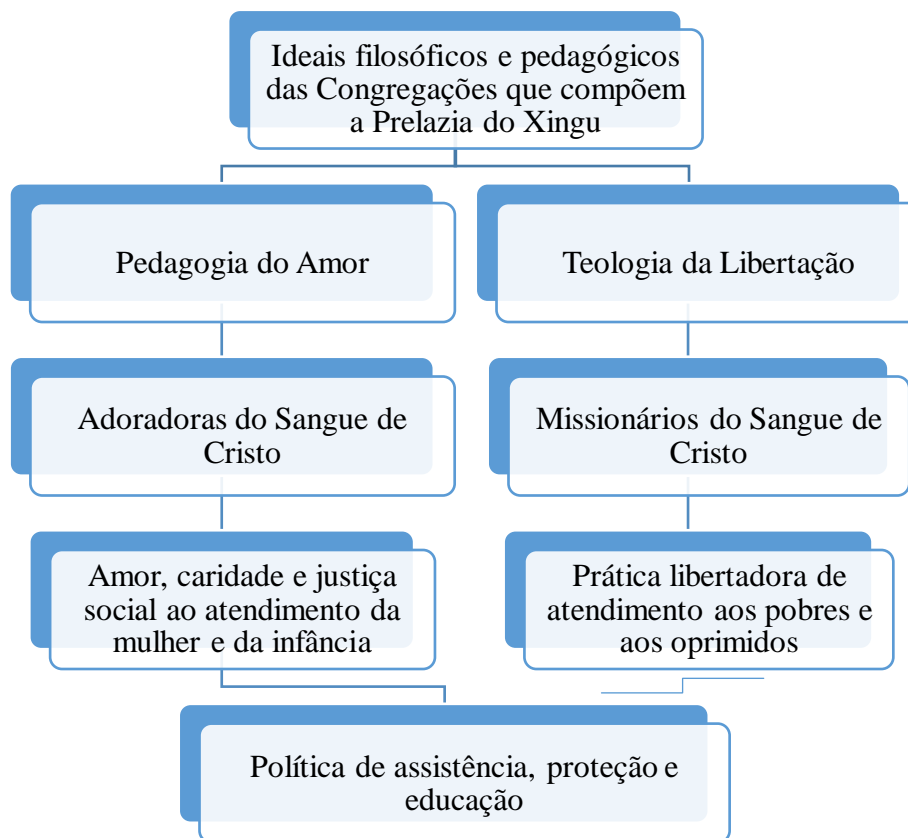 Ideais filosóficos e pedagógicos
das Congregações que compõem
a Prelazia do Xingu
Pedagogia do Amor
Teologia da Libertação
Adoradoras do Sangue de
Cristo
Missionários do Sangue de
Cristo
Amor, caridade e justiça
social ao atendimento da
mulher e da infância
Prática libertadora de
atendimento aos pobres e
aos oprimidos
Política de assistência, proteção e
educação